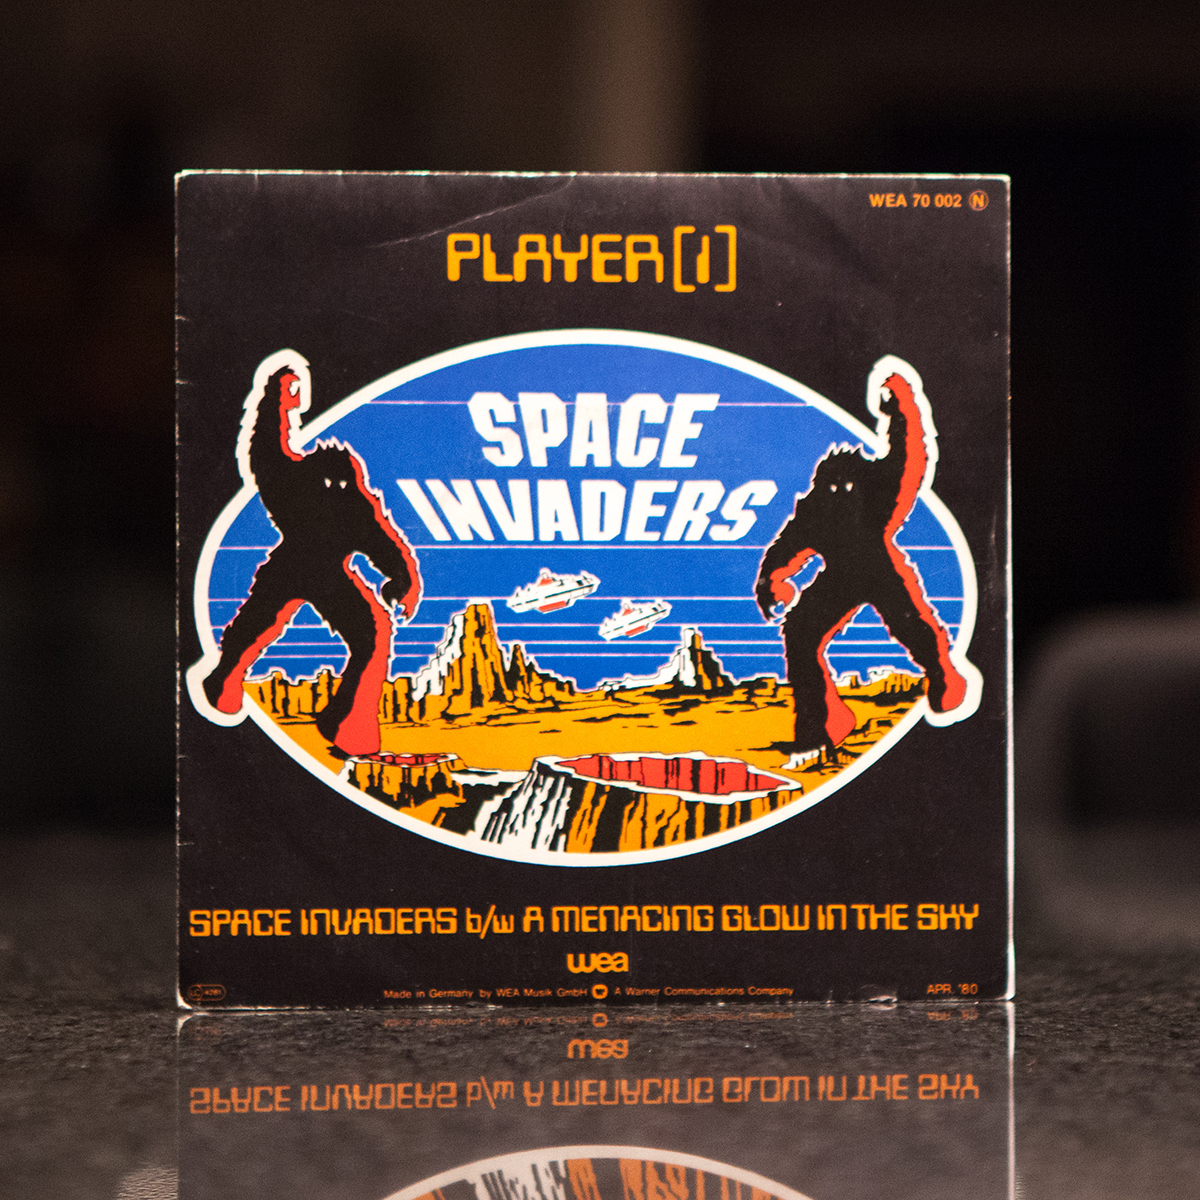 WEA 70 002 N
PLAYER [1]
SPACE
INVADERS
SPACE INVADERS b/w A MENACING GLOW IN THE SKY
wea
Made in Germany by WEA Musik GmbH A Warner Communications Company
APR. '80